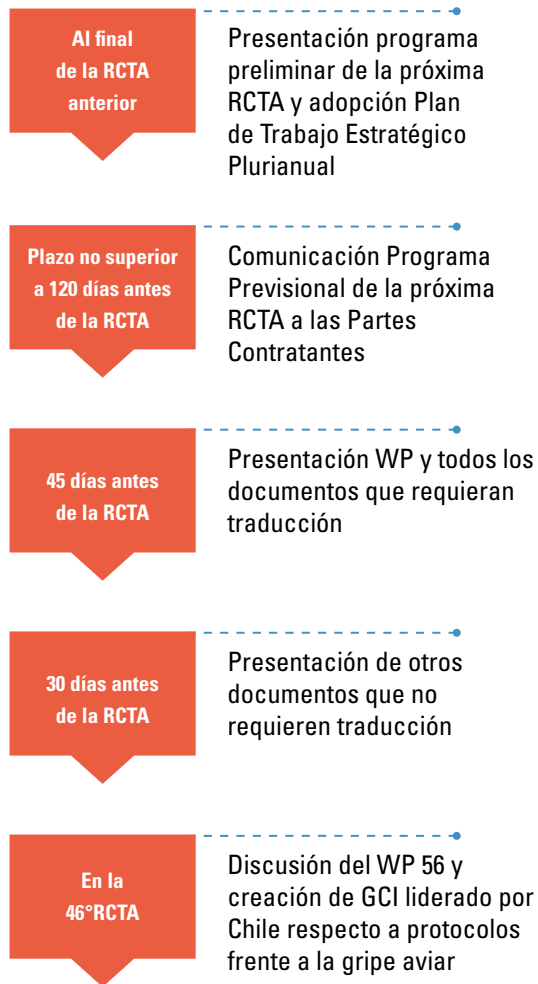 Al final
de la RCTA
anterior
Presentación programa
preliminar de la próxima
RCTA y adopción Plan
de Trabajo Estratégico
Plurianual
Plazo no superior
a 120 días antes
de la RCTA
Comunicación Programa
Previsional de la próxima
RCTA a las Partes
Contratantes
45 días antes
de la RCTA
Presentación WP y todos los
documentos que requieran
traducción
30 días antes
de la RCTA
Presentación de otros
documentos que no
requieren traducción
En la
46°RCTA
Discusión del WP 56 y
creación de GCI liderado por
Chile respecto a protocolos
frente a la gripe aviar